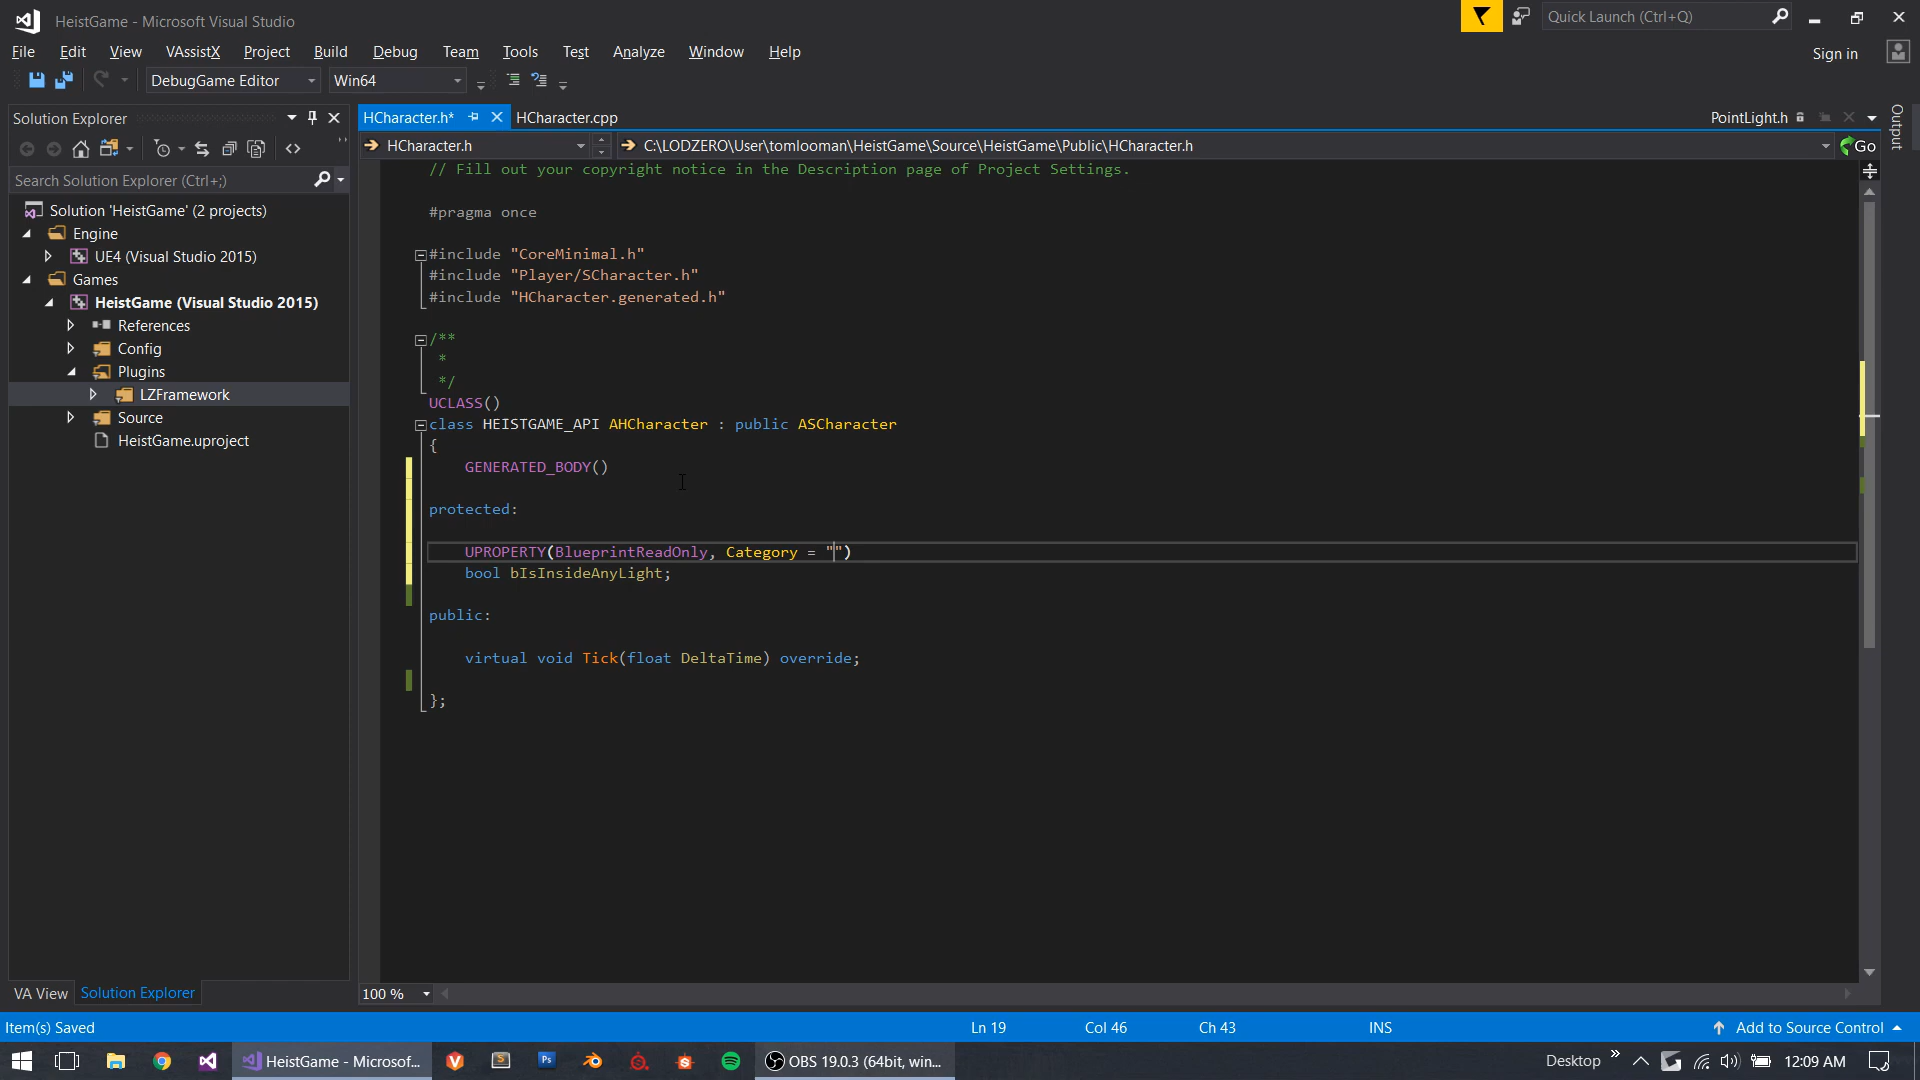 HeistGame - Microsoft Visual Studio
Quick Launch (Ctrl+Q)
File Edit View VAssistX Project Build Debug Team Tools Test Analyze Window Help
Sign in
DebugGame Editor Win64
Solution Explorer
HCharacter.h* HCharacter.cpp PointLight.h
Output
HCharacter.h C:\LODZERO\User\tomlooman\HeistGame\Source\HeistGame\Public\HCharacter.h Go
Search Solution Explorer (Ctrl+;)
Solution 'HeistGame' (2 projects)
Engine
UE4 (Visual Studio 2015)
Games
HeistGame (Visual Studio 2015)
References
Config
Plugins
LZFramework
Source
HeistGame.uproject
// Fill out your copyright notice in the Description page of Project Settings.
#pragma once
#include "CoreMinimal.h"
#include "Player/SCharacter.h"
#include "HCharacter.generated.h"
/**
*
*/
UCLASS()
class HEISTGAME_API AHCharacter : public ASCharacter
{
GENERATED_BODY()
protected:
UPROPERTY(BlueprintReadOnly, Category = "")
bool bIsInsideAnyLight;
public:
virtual void Tick(float DeltaTime) override;
};
VA View Solution Explorer
100 %
Item(s) Saved Ln 19 Col 46 Ch 43 INS Add to Source Control
HeistGame - Microsof... OBS 19.0.3 (64bit, win... Desktop 12:09 AM